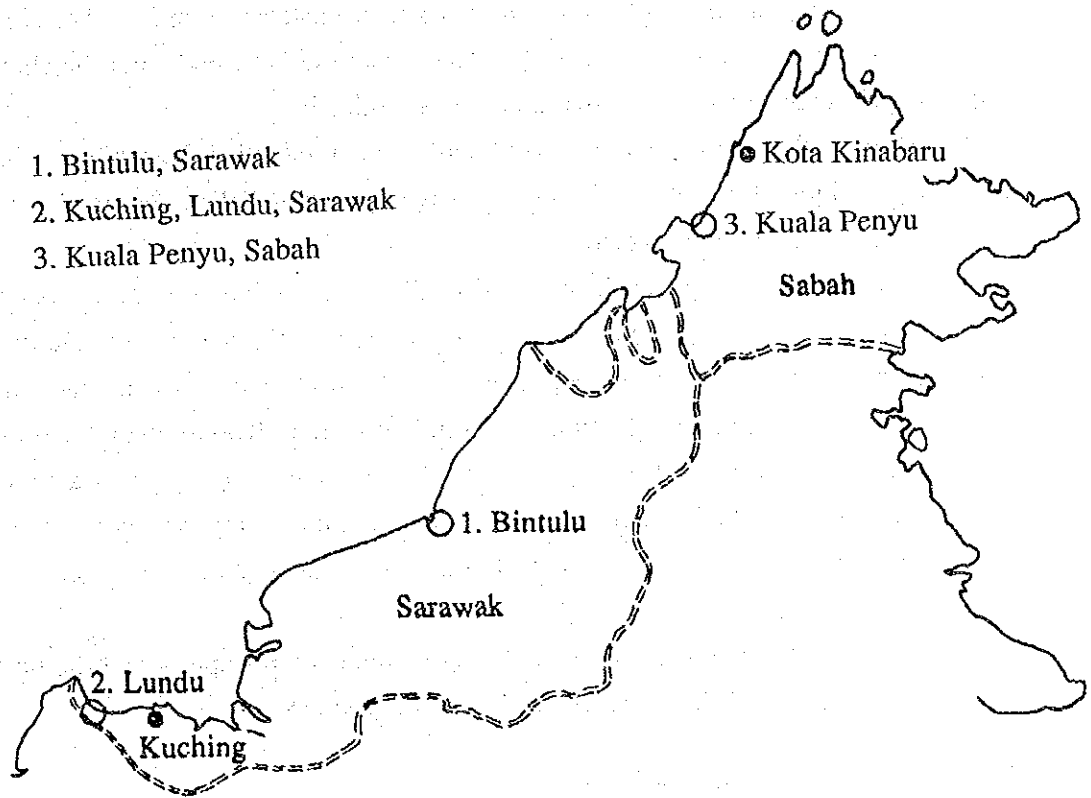 1. Bintulu, Sarawak
2. Kuching, Lundu, Sarawak
3. Kuala Penyu, Sabah
Kota Kinabaru
3. Kuala Penyu
Sabah
1. Bintulu
Sarawak
2. Lundu
Kuching